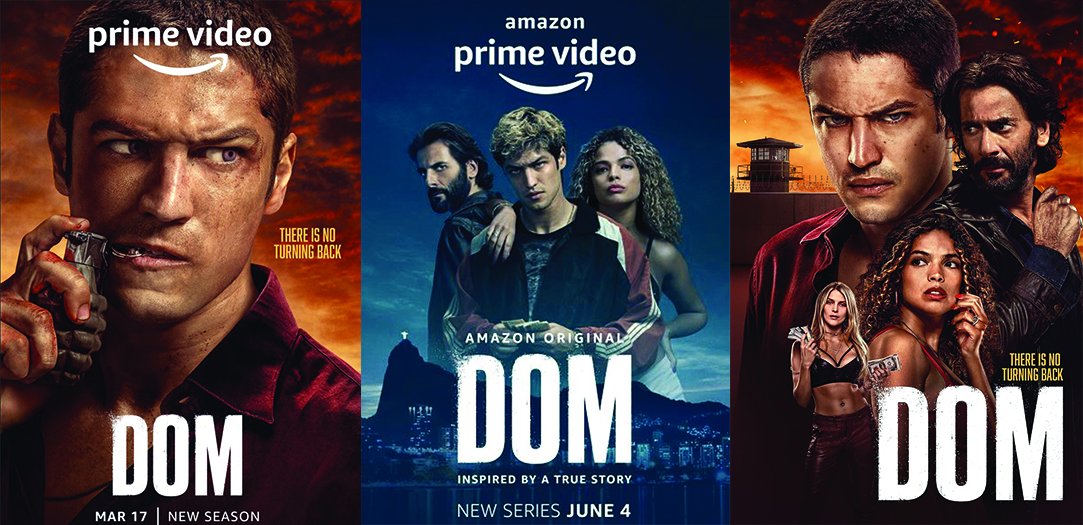 prime video
THERE IS NO
TURNING BACK
DOM
MAR 17 | NEW SEASON
amazon
prime video
AMAZON ORIGINAL
DOM
INSPIRED BY A TRUE STORY
NEW SERIES JUNE 4
THERE IS NO
TURNING BACK
DOM